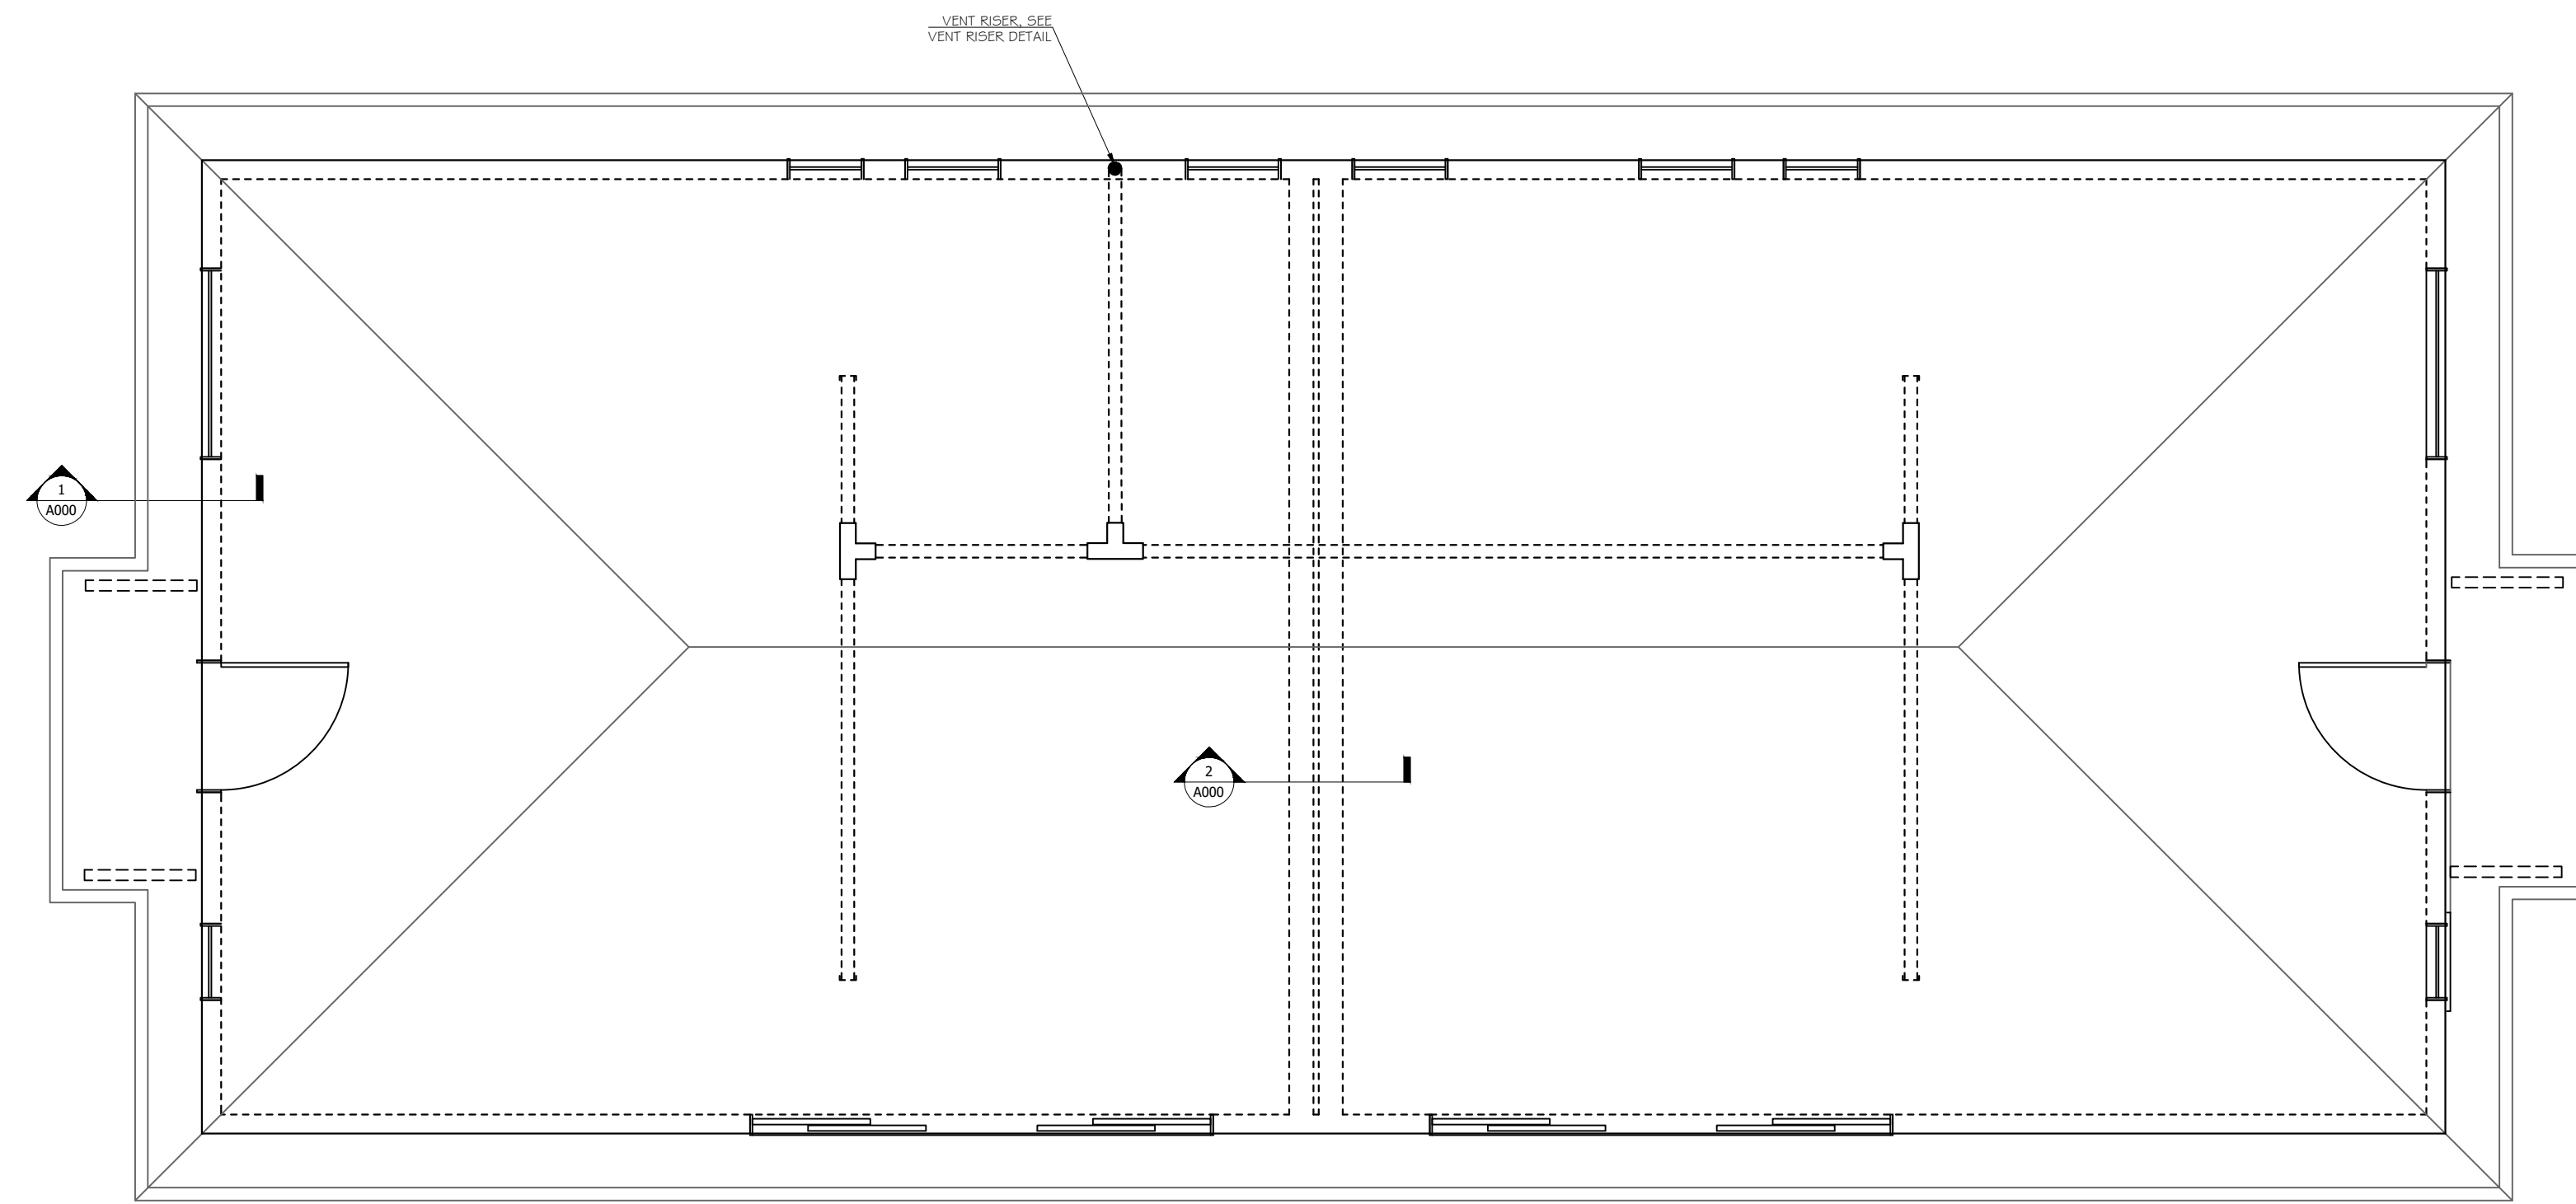 VENT RISER, SEE
VENT RISER DETAIL
1
A000
2
A000